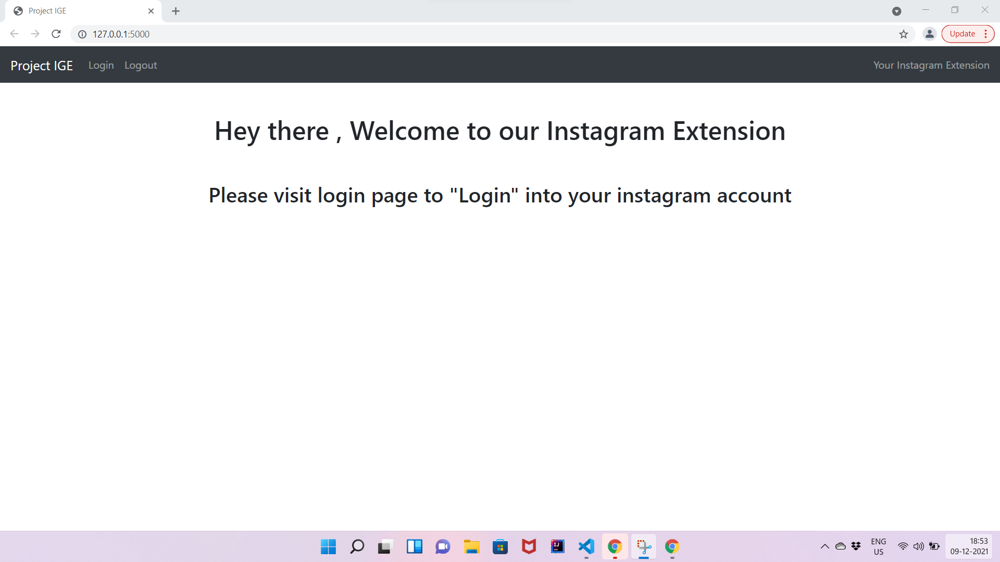 Project IGE
127.0.0.1:5000
Update
Project IGE Login Logout Your Instagram Extension
Hey there , Welcome to our Instagram Extension
Please visit login page to "Login" into your instagram account
IJ
ENG
US
18:53
09-12-2021